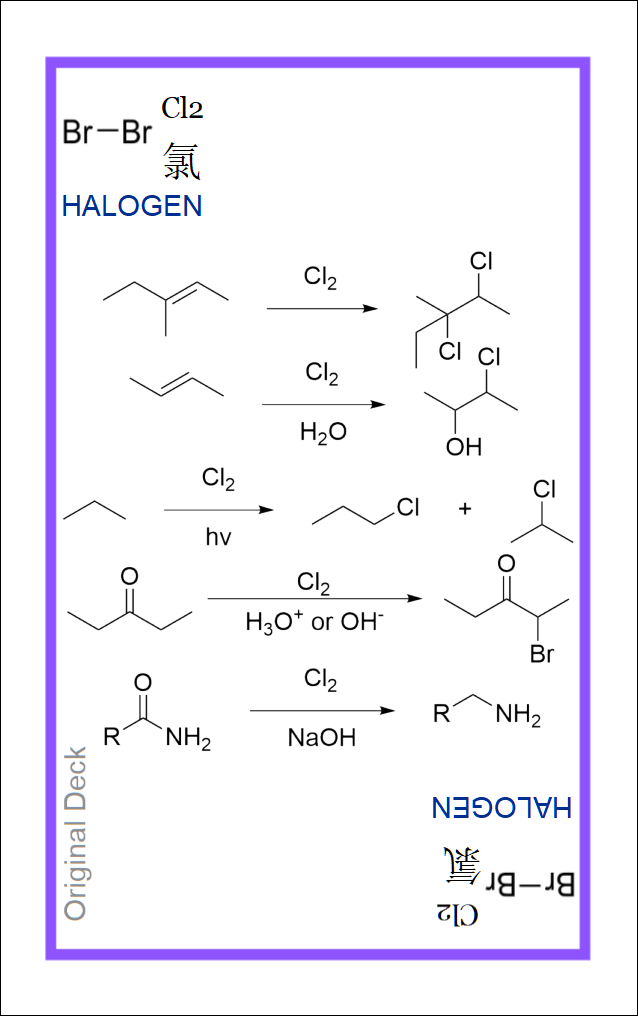 Cl2
Br–Br
氯
HALOGEN
Cl₂
Cl
Cl
Cl₂
H₂O
Cl
OH
Cl₂
hv
Cl
+
Cl
O
Cl₂
H₃O⁺ or OH⁻
O
Br
O
R
NH₂
Cl₂
NaOH
R
NH₂
Original Deck
HALOGEN
氯
Br–Br
Cl2